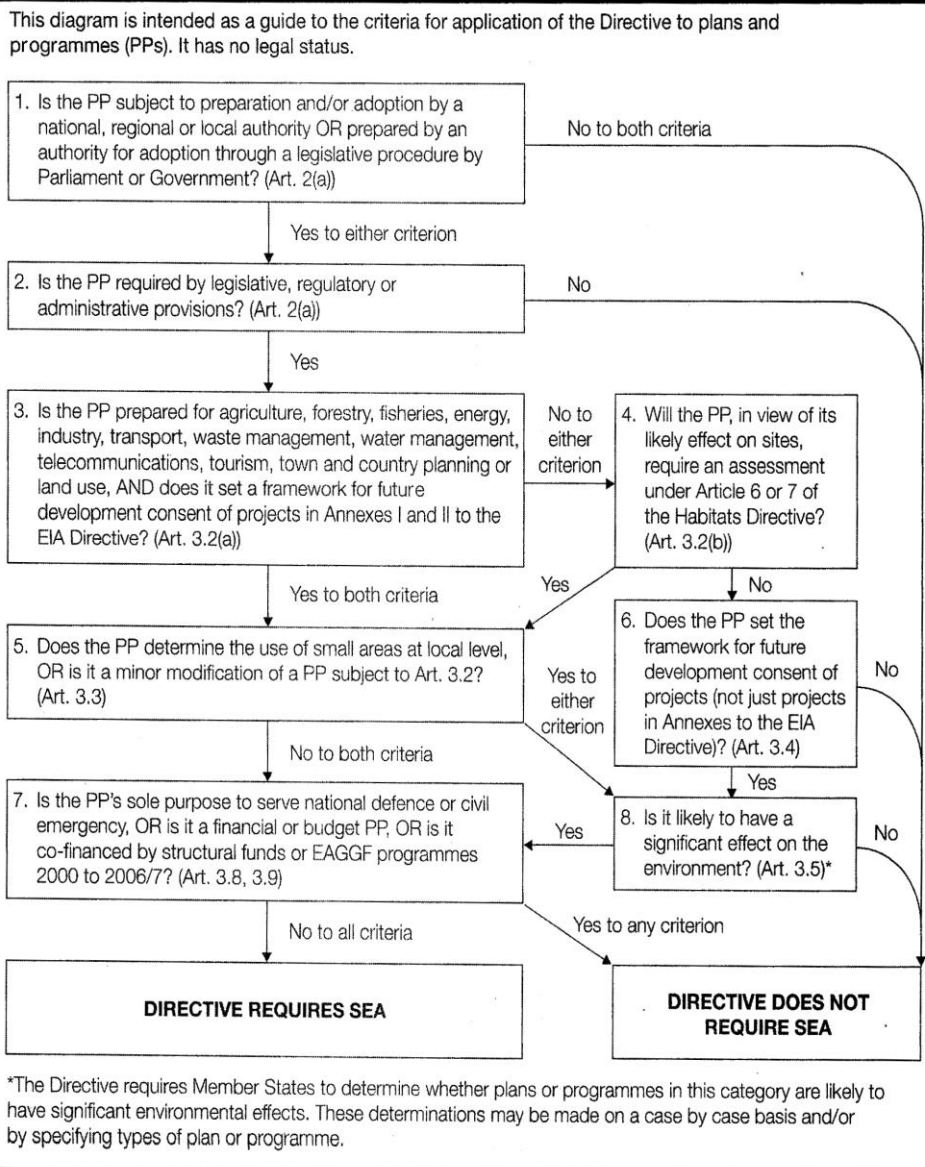 This diagram is intended as a guide to the criteria for application of the Directive to plans and
programmes (PPs). It has no legal status.
1. Is the PP subject to preparation and/or adoption by a
national, regional or local authority OR prepared by an
authority for adoption through a legislative procedure by
Parliament or Government? (Art. 2(a))
No to both criteria
Yes to either criterion
2. Is the PP required by legislative, regulatory or
administrative provisions? (Art. 2(a))
No
Yes
3. Is the PP prepared for agriculture, forestry, fisheries, energy,
industry, transport, waste management, water management,
telecommunications, tourism, town and country planning or
land use, AND does it set a framework for future
development consent of projects in Annexes I and II to the
EIA Directive? (Art. 3.2(a))
No to
either
criterion
4. Will the PP, in view of its
likely effect on sites,
require an assessment
under Article 6 or 7 of
the Habitats Directive?
(Art. 3.2(b))
Yes to both criteria
Yes
No
5. Does the PP determine the use of small areas at local level,
OR is it a minor modification of a PP subject to Art. 3.2?
(Art. 3.3)
Yes to
either
criterion
6. Does the PP set the
framework for future
development consent of
projects (not just projects
in Annexes to the EIA
Directive)? (Art. 3.4)
No
No to both criteria
Yes
7. Is the PP's sole purpose to serve national defence or civil
emergency, OR is it a financial or budget PP, OR is it
co-financed by structural funds or EAGGF programmes
2000 to 2006/7? (Art. 3.8, 3.9)
Yes
8. Is it likely to have a
significant effect on the
environment? (Art. 3.5)*
No
No to all criteria
Yes to any criterion
DIRECTIVE REQUIRES SEA
DIRECTIVE DOES NOT
REQUIRE SEA
*The Directive requires Member States to determine whether plans or programmes in this category are likely to
have significant environmental effects. These determinations may be made on a case by case basis and/or
by specifying types of plan or programme.